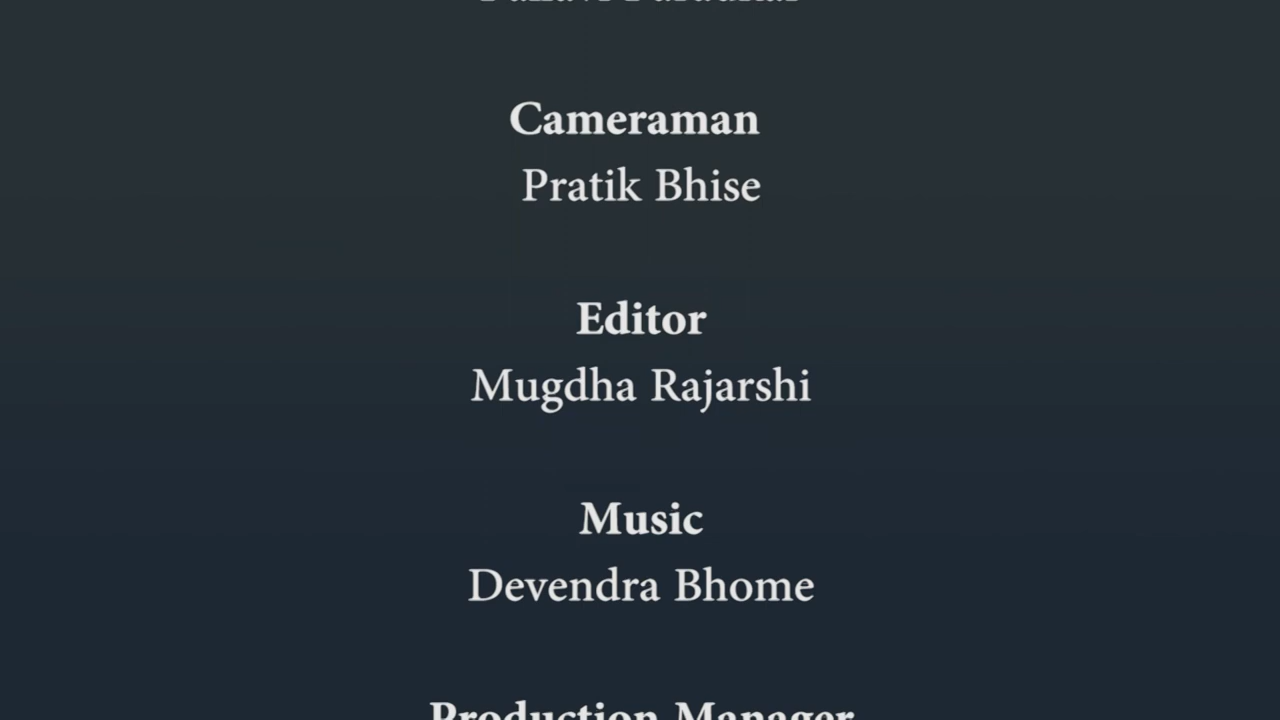 Cameraman
Pratik Bhise
Editor
Mugdha Rajarshi
Music
Devendra Bhome
Production Manager